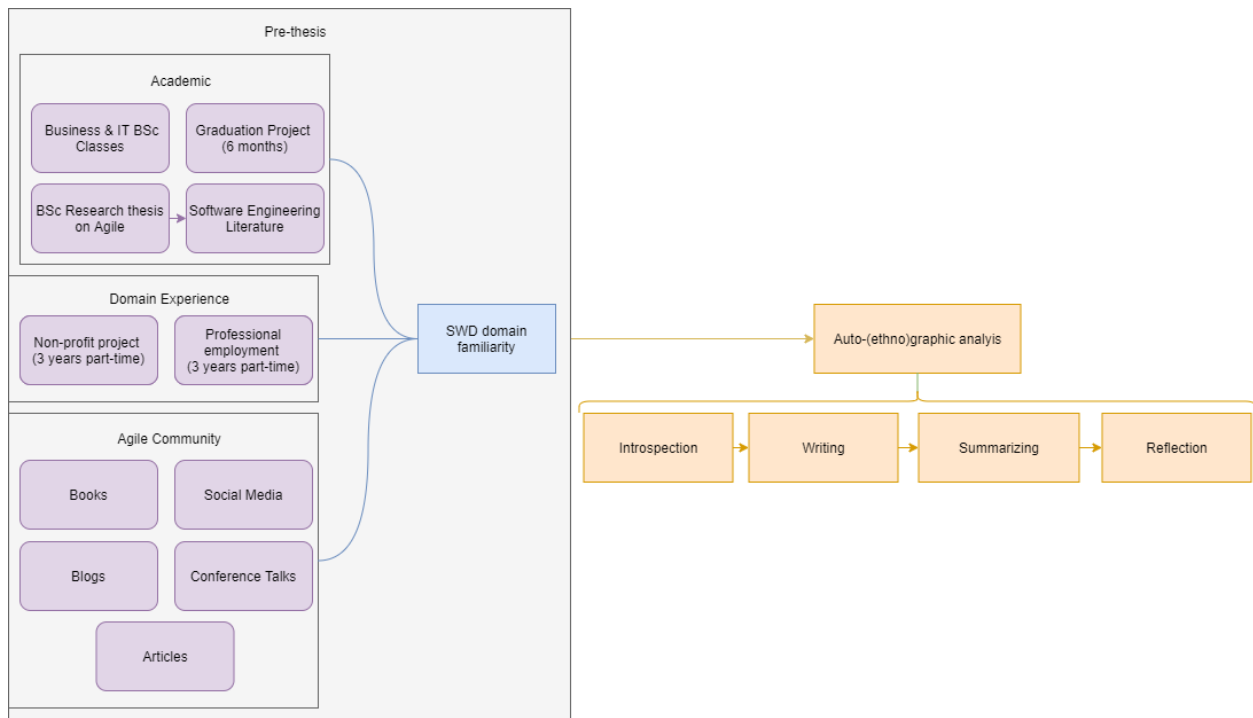 Pre-thesis
Academic
Business & IT BSc
Classes
Graduation Project
(6 months)
BSc Research thesis
on Agile
Software Engineering
Literature
Domain Experience
Non-profit project
(3 years part-time)
Professional
employment
(3 years part-time)
Agile Community
Books
Social Media
Blogs
Conference Talks
Articles
SWD domain
familiarity
Auto-(ethno)graphic analyis
Introspection
Writing
Summarizing
Reflection